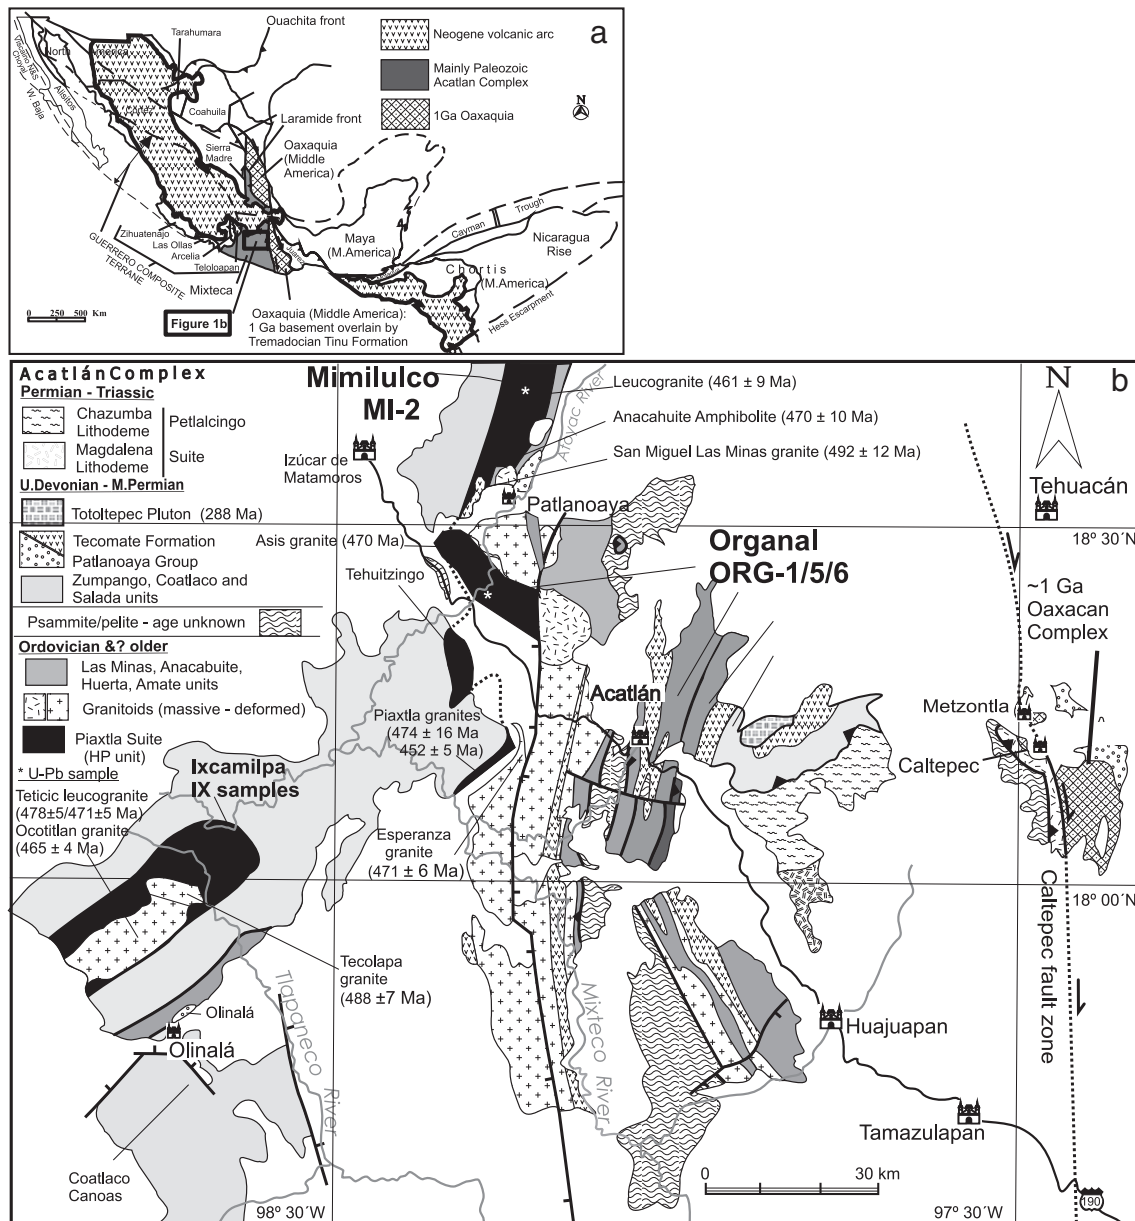 a
Ouachita front
Tarahumara
North
America
Neogene volcanic arc
Mainly Paleozoic
Acatlan Complex
1Ga Oaxaquia
N
Alisitos
W. Baja
Cortez
Coahuila
Laramide front
Sierra
Madre
Oaxaquia
(Middle
America)
Zihuatenajo
Las Ollas
Arcelia
Teloloapan
GUERRERO COMPOSITE
TERRANE
Mixteca
Juarez
Maya
(M.America)
Cayman
Trough
Nicaragua
Rise
Chortis
(M.America)
Hess Escarpment
0 250 500 Km
Figure 1b
Oaxaquia (Middle America):
1 Ga basement overlain by
Tremadocian Tinu Formation
b
Acatlán Complex
Permian - Triassic
Chazumba
Lithodeme
Magdalena
Lithodeme
Petlalcingo
Suite
U.Devonian - M.Permian
Totoltepec Pluton (288 Ma)
Tecomate Formation
Patlanoaya Group
Zumpango, Coatlaco and
Salada units
Psammite/pelite - age unknown
Ordovician &? older
Las Minas, Anacabuite,
Huerta, Amate units
Granitoids (massive - deformed)
Piaxtla Suite
(HP unit)
* U-Pb sample
Teticic leucogranite
(478±5/471±5 Ma)
Ocotitlan granite
(465 ± 4 Ma)
Mimilulco
MI-2
Izúcar de
Matamoros
*
Atoyac River
Leucogranite (461 ± 9 Ma)
Anacahuite Amphibolite (470 ± 10 Ma)
San Miguel Las Minas granite (492 ± 12 Ma)
N
Tehuacán
18º 30´N
Patlanoaya
Asis granite (470 Ma)
Tehuitzingo
*
Organal
ORG-1/5/6
~1 Ga
Oaxacan
Complex
Acatlán
Metzontla
Caltepec
Piaxtla granites
(474 ± 16 Ma
452 ± 5 Ma)
Ixcamilpa
IX samples
Esperanza
granite
(471 ± 6 Ma)
18º 00´N
Caltepec fault zone
Tecolapa
granite
(488 ±7 Ma)
Tlapaneco
River
Mixteco
River
Olinalá
Olinalá
Huajuapan
Tamazulapan
Coatlaco
Canoas
0 30 km
98º 30´W
97º 30´W
190